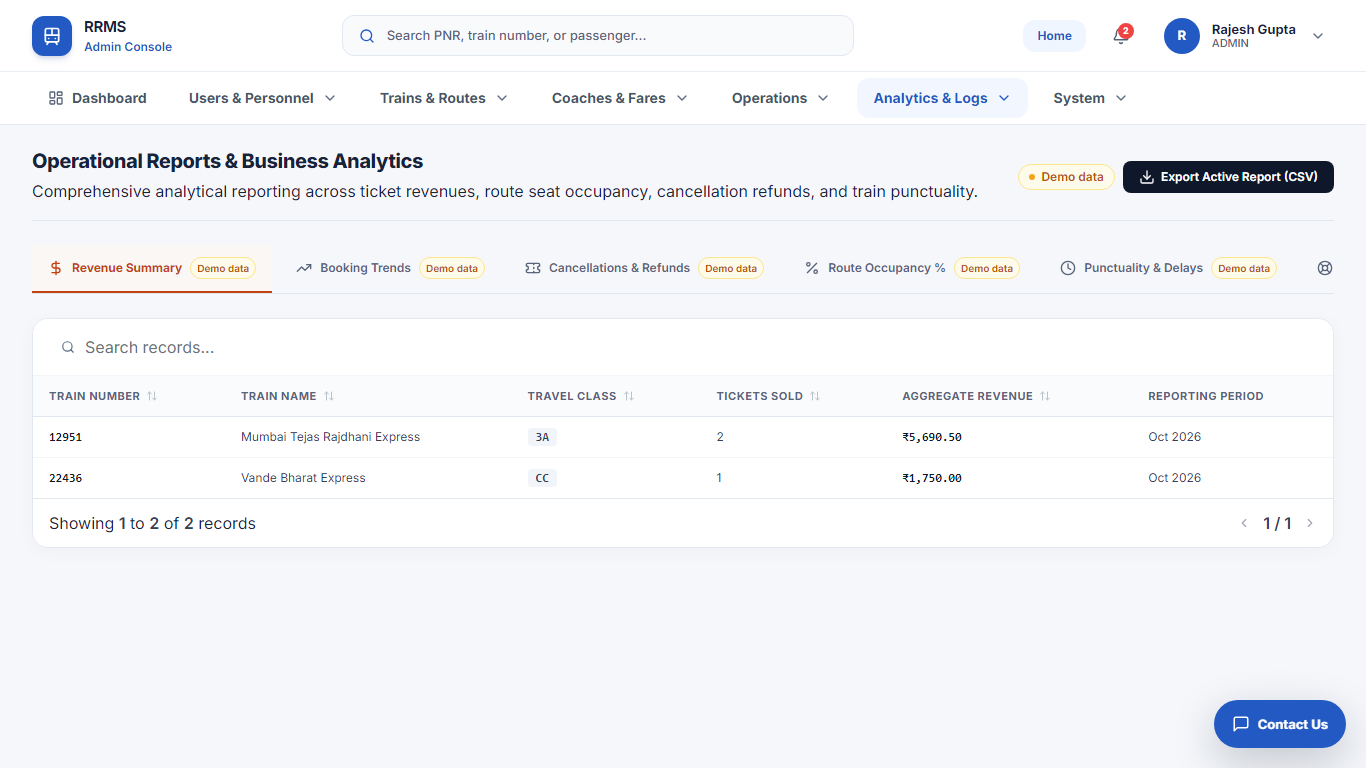 RRMS
Admin Console
Search PNR, train number, or passenger...
Home
2
R
Rajesh Gupta
ADMIN
Dashboard
Users & Personnel
Trains & Routes
Coaches & Fares
Operations
Analytics & Logs
System
Operational Reports & Business Analytics
Comprehensive analytical reporting across ticket revenues, route seat occupancy, cancellation refunds, and train punctuality.
Demo data
Export Active Report (CSV)
Revenue Summary Demo data
Booking Trends Demo data
Cancellations & Refunds Demo data
Route Occupancy % Demo data
Punctuality & Delays Demo data
Search records...
TRAIN NUMBER TRAIN NAME TRAVEL CLASS TICKETS SOLD AGGREGATE REVENUE REPORTING PERIOD
12951 Mumbai Tejas Rajdhani Express 3A 2 ₹5,690.50 Oct 2026
22436 Vande Bharat Express CC 1 ₹1,750.00 Oct 2026
Showing 1 to 2 of 2 records
1 / 1
Contact Us